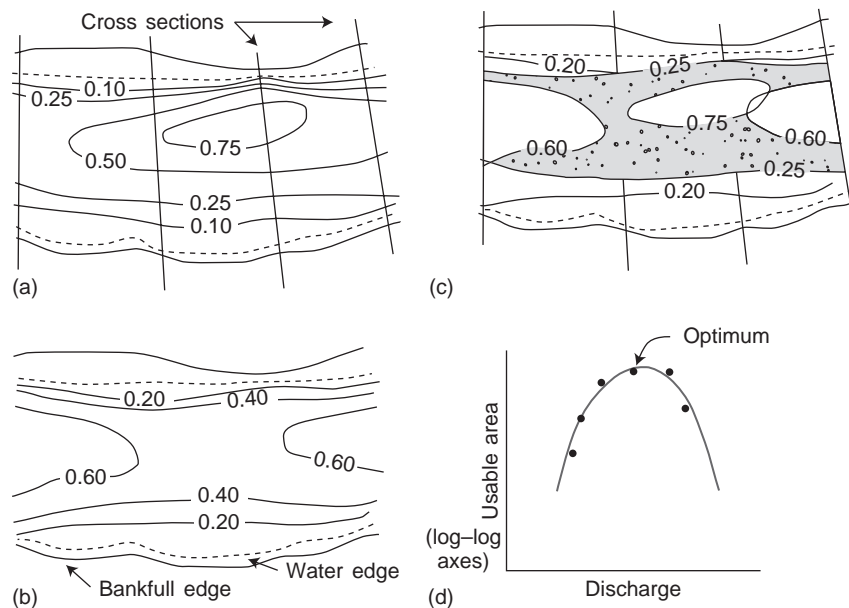 Cross sections
0.10
0.25
0.50
0.75
0.25
0.10
(a)
0.20
0.25
0.75
0.60
0.60
0.25
0.20
(c)
0.20
0.40
0.60
0.60
0.40
0.20
Water edge
Bankfull edge
(b)
Optimum
Usable area
(log–log
axes)
Discharge
(d)